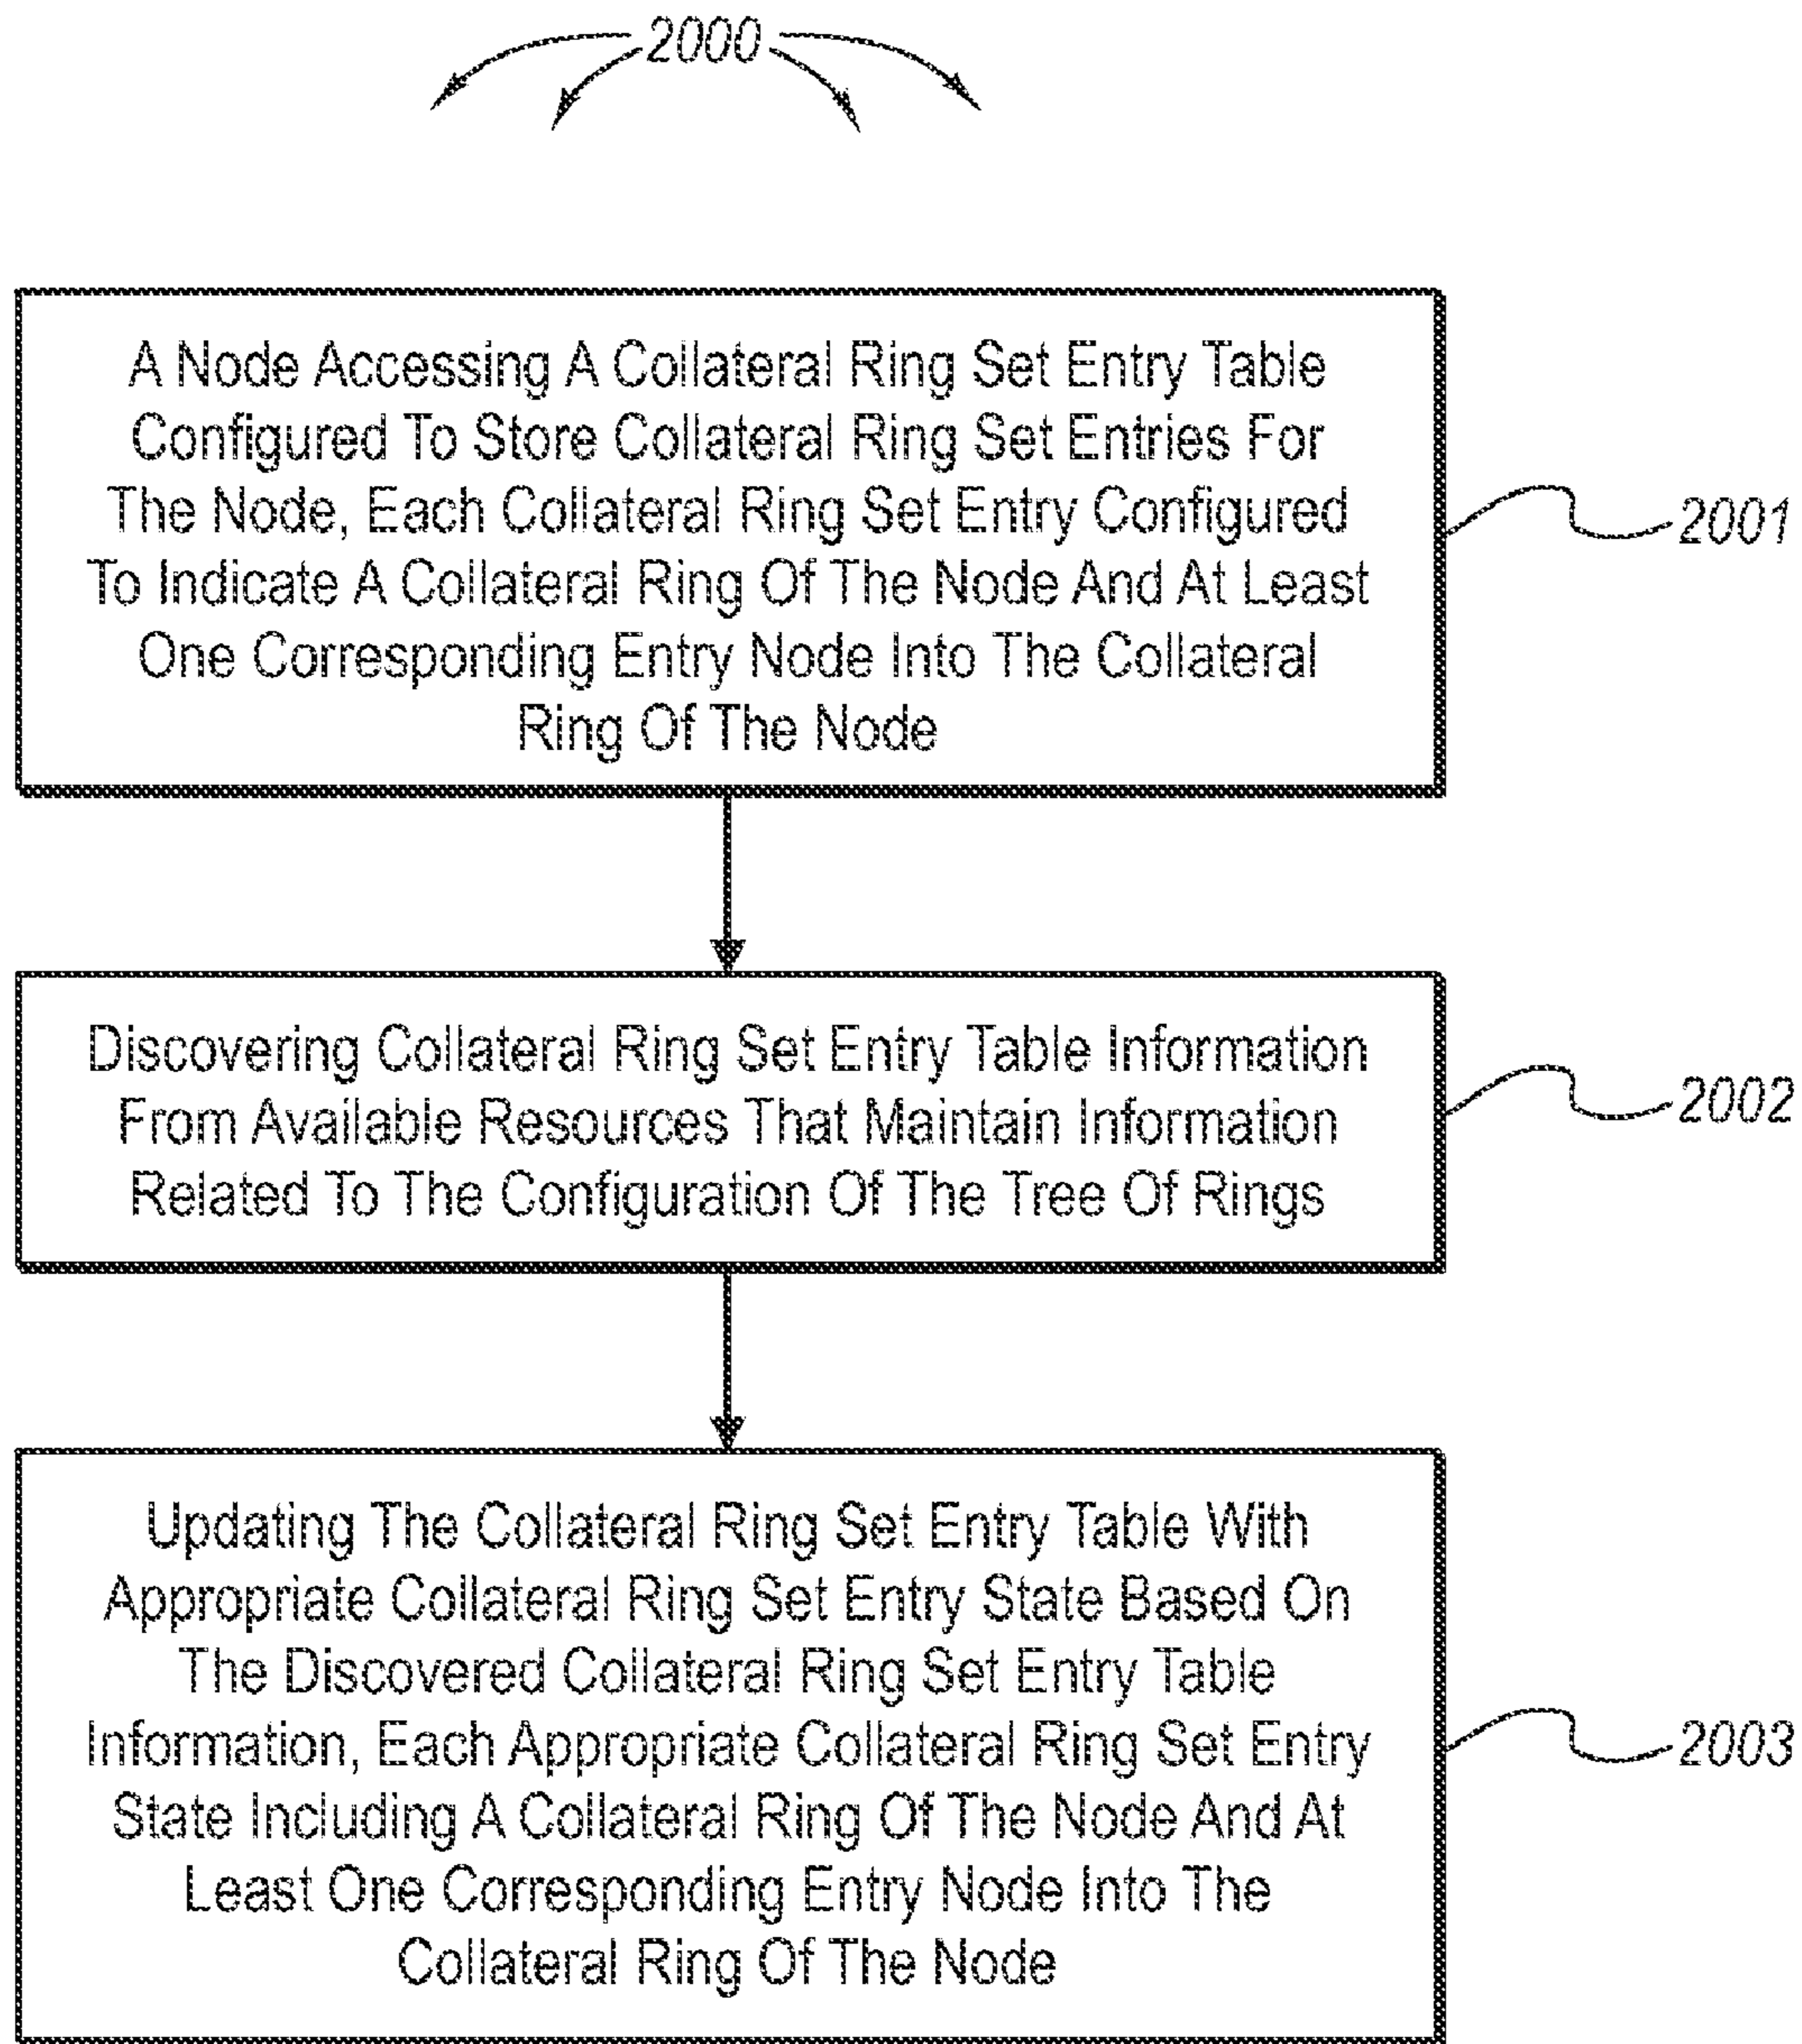 2000
A Node Accessing A Collateral Ring Set Entry Table
Configured To Store Collateral Ring Set Entries For
The Node, Each Collateral Ring Set Entry Configured
To Indicate A Collateral Ring Of The Node And At Least
One Corresponding Entry Node Into The Collateral
Ring Of The Node
2001
Discovering Collateral Ring Set Entry Table Information
From Available Resources That Maintain Information
Related To The Configuration Of The Tree Of Rings
2002
Updating The Collateral Ring Set Entry Table With
Appropriate Collateral Ring Set Entry State Based On
The Discovered Collateral Ring Set Entry Table
Information, Each Appropriate Collateral Ring Set Entry
State Including A Collateral Ring Of The Node And At
Least One Corresponding Entry Node Into The
Collateral Ring Of The Node
2003